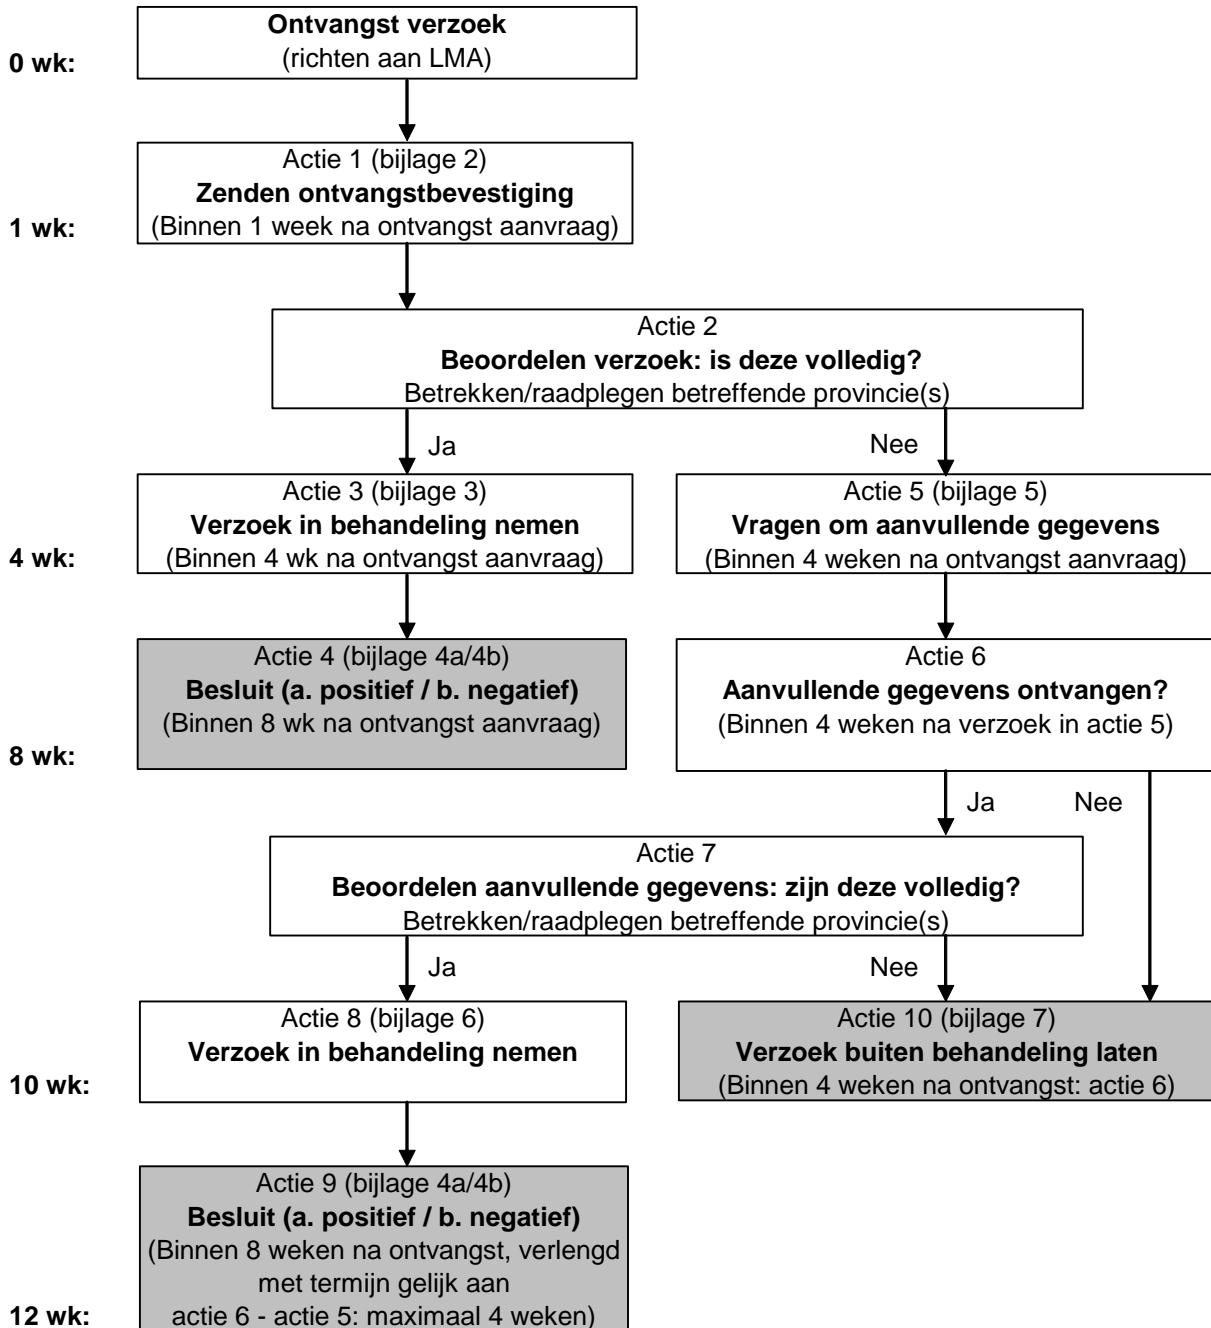 Ontvangst verzoek
(richten aan LMA)
0 wk:
Actie 1 (bijlage 2)
Zenden ontvangstbevestiging
(Binnen 1 week na ontvangst aanvraag)
1 wk:
Actie 2
Beoordelen verzoek: is deze volledig?
Betrekken/raadplegen betreffende provincie(s)
Ja
Nee
Actie 3 (bijlage 3)
Verzoek in behandeling nemen
(Binnen 4 wk na ontvangst aanvraag)
4 wk:
Actie 5 (bijlage 5)
Vragen om aanvullende gegevens
(Binnen 4 weken na ontvangst aanvraag)
Actie 4 (bijlage 4a/4b)
Besluit (a. positief / b. negatief)
(Binnen 8 wk na ontvangst aanvraag)
8 wk:
Actie 6
Aanvullende gegevens ontvangen?
(Binnen 4 weken na verzoek in actie 5)
Ja
Nee
Actie 7
Beoordelen aanvullende gegevens: zijn deze volledig?
Betrekken/raadplegen betreffende provincie(s)
Ja
Nee
Actie 8 (bijlage 6)
Verzoek in behandeling nemen
10 wk:
Actie 10 (bijlage 7)
Verzoek buiten behandeling laten
(Binnen 4 weken na ontvangst: actie 6)
Actie 9 (bijlage 4a/4b)
Besluit (a. positief / b. negatief)
(Binnen 8 weken na ontvangst, verlengd
met termijn gelijk aan
actie 6 - actie 5: maximaal 4 weken)
12 wk: